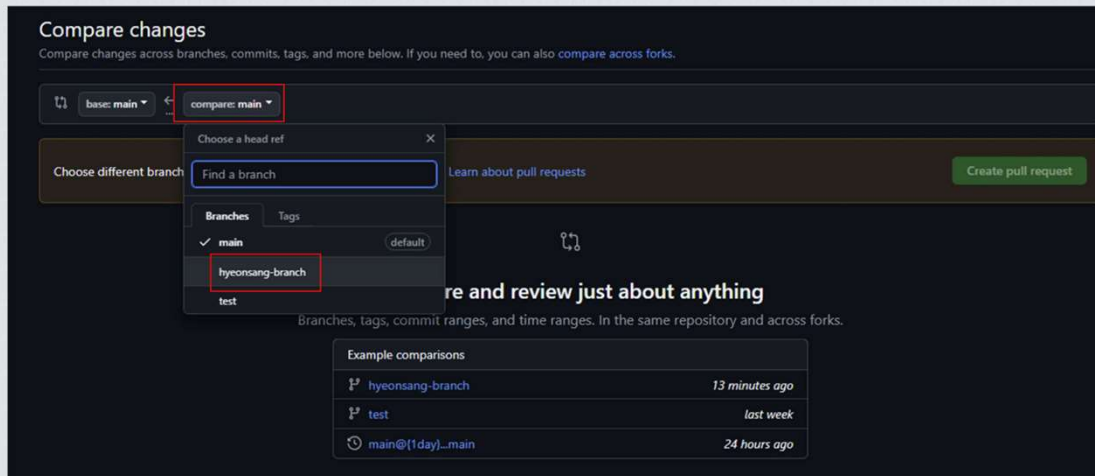 Compare changes
Compare changes across branches, commits, tags, and more below. If you need to, you can also compare across forks.
base: main
compare: main
Choose a head ref
Find a branch
Choose different branch
Learn about pull requests
Create pull request
Branches Tags
main default
hyeonsang-branch
test
re and review just about anything
Branches, tags, commit ranges, and time ranges. In the same repository and across forks.
Example comparisons
hyeonsang-branch 13 minutes ago
test last week
main@{1day}...main 24 hours ago